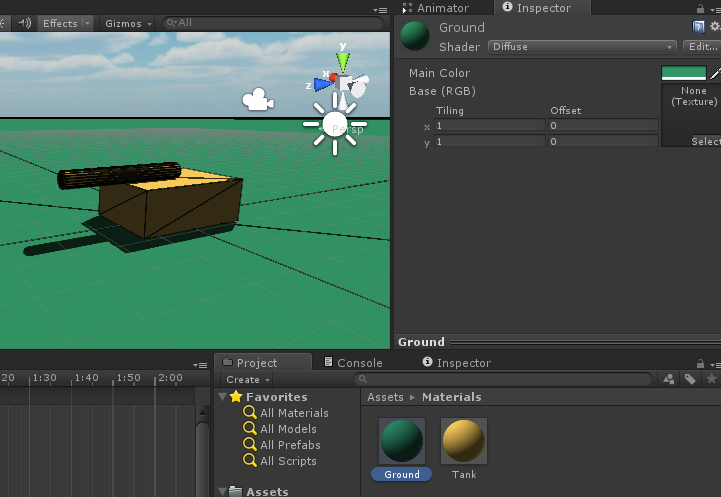 Effects Gizmos All
y
x
z
Persp
Animator Inspector
Ground
Shader Diffuse Edit...
Main Color
Base (RGB)
None
(Texture)
Tiling Offset
x 1 0
y 1 0
Select
Ground
20 1:30 1:40 1:50 2:00
Project Console Inspector
Create
Favorites
All Materials
All Models
All Prefabs
All Scripts
Assets
Assets ▸ Materials
Ground Tank